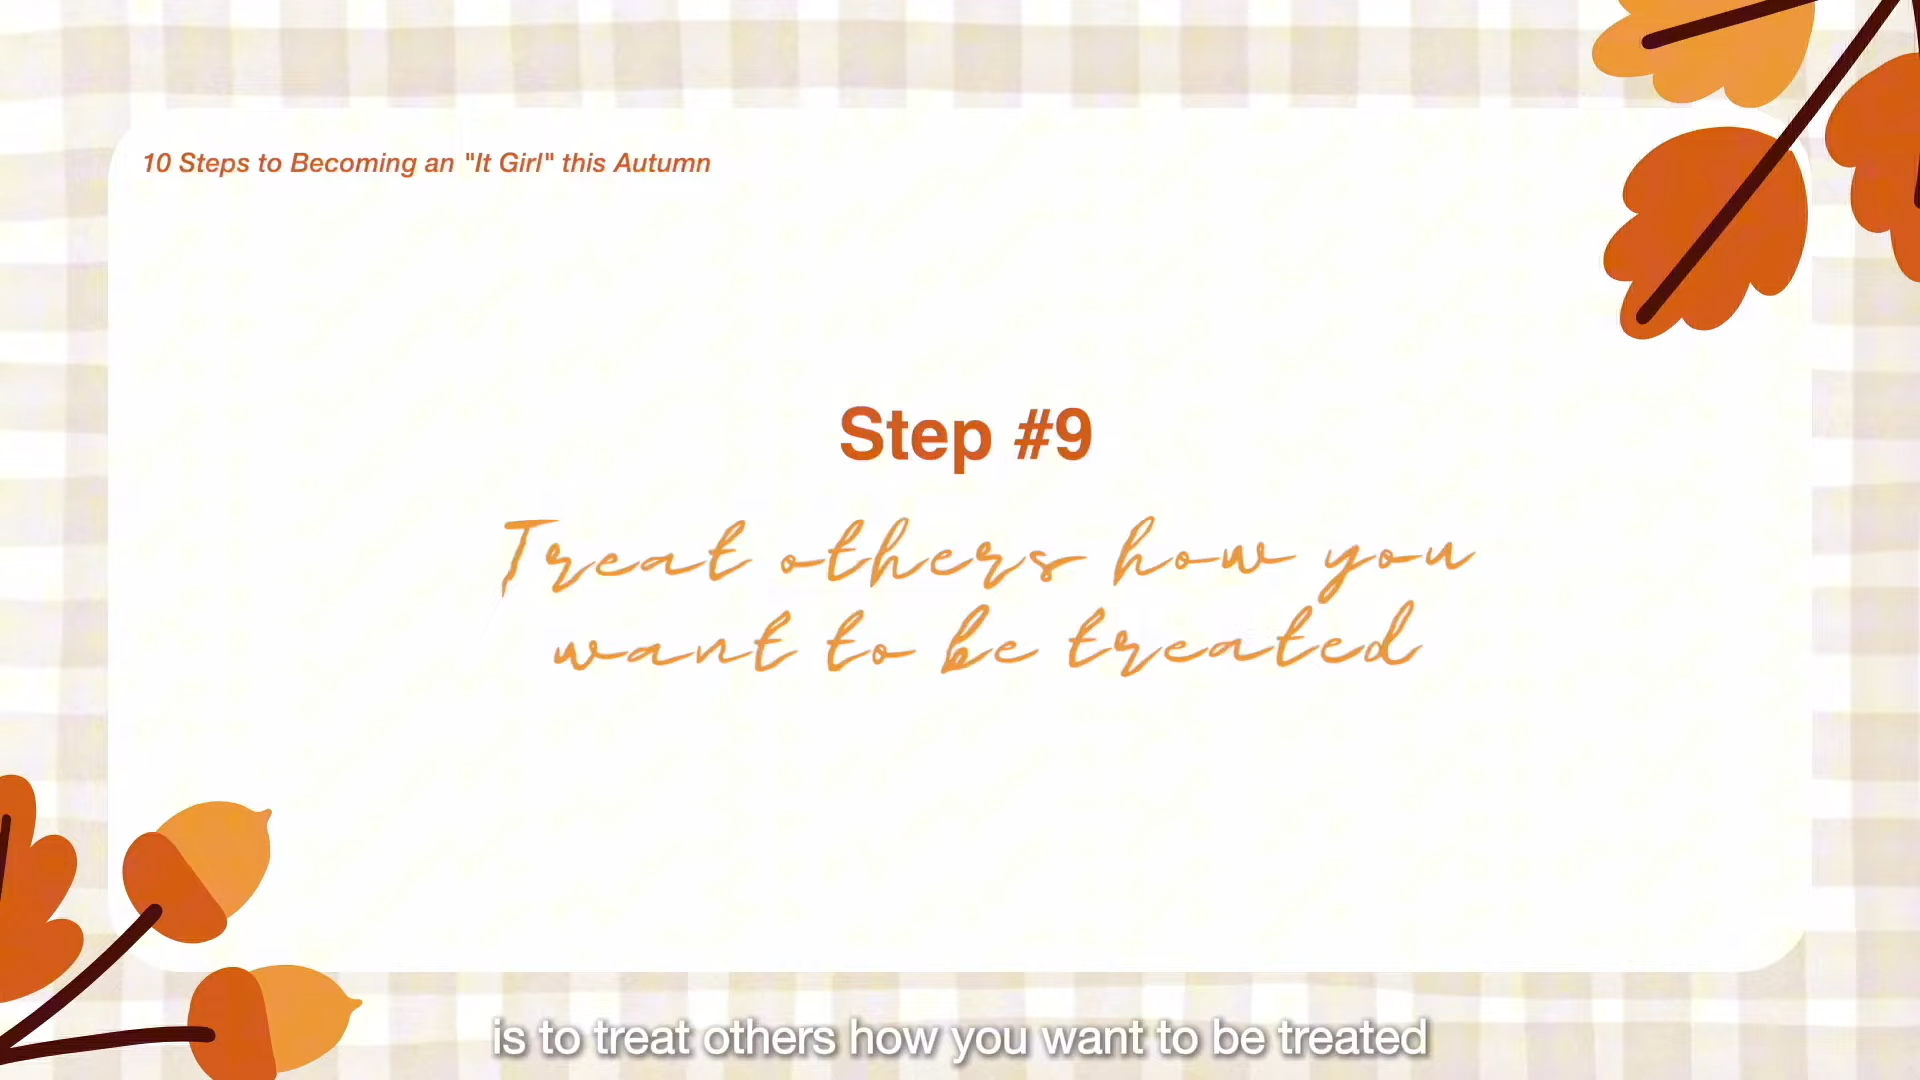 10 Steps to Becoming an "It Girl" this Autumn
Step #9
Treat others how you
want to be treated
is to treat others how you want to be treated